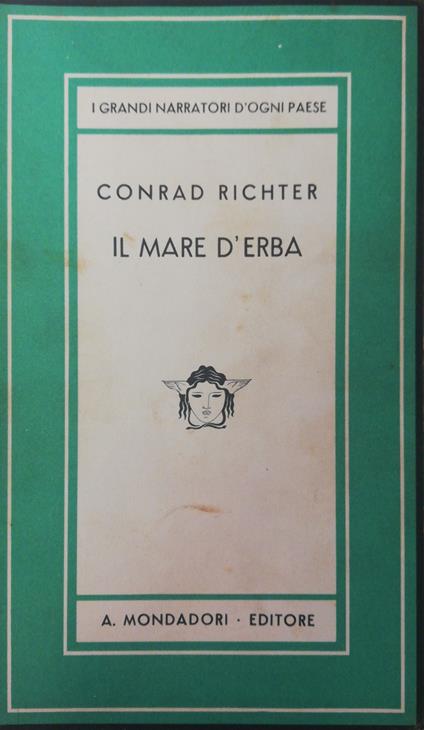 I GRANDI NARRATORI D'OGNI PAESE
CONRAD RICHTER
IL MARE D'ERBA
A. MONDADORI · EDITORE